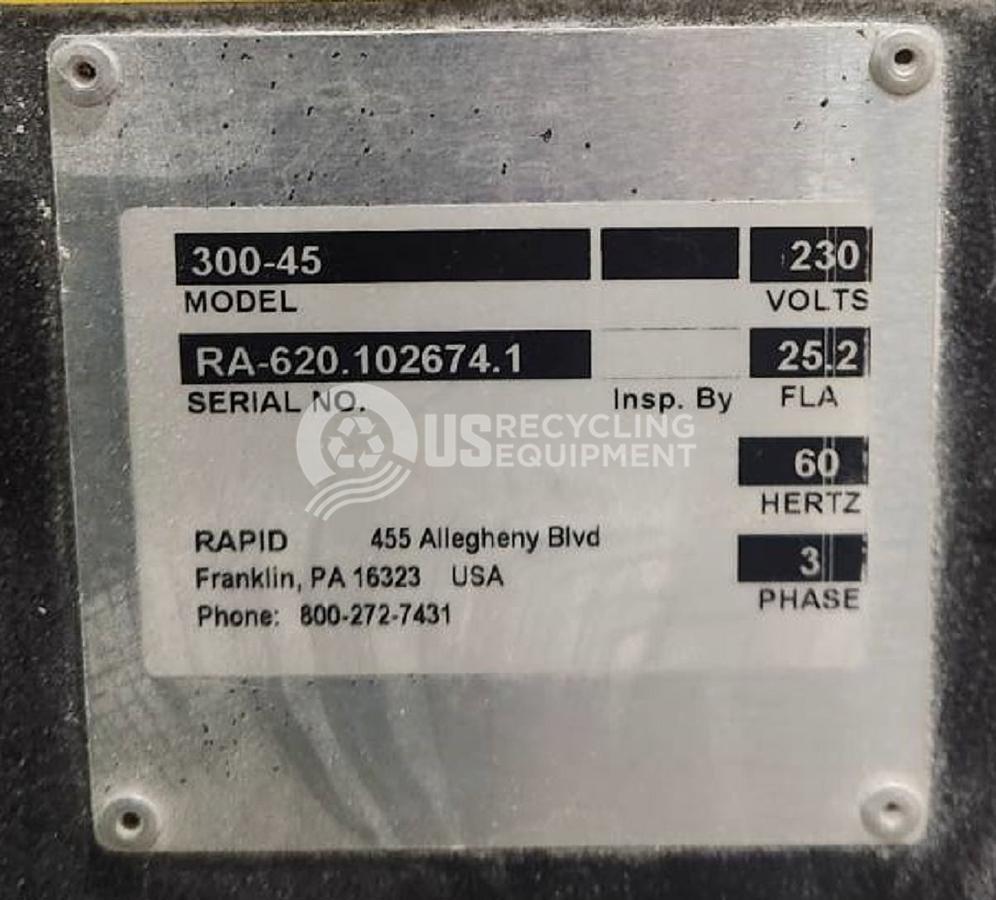 300-45 230
MODEL VOLTS
RA-620.102674.1 25.2
SERIAL NO. Insp. By FLA
US RECYCLING EQUIPMENT
60
HERTZ
RAPID 455 Allegheny Blvd
3
Franklin, PA 16323 USA
PHASE
Phone: 800-272-7431